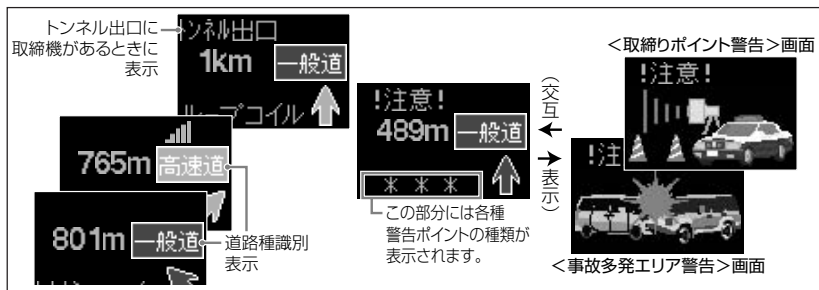 トンネル出口に
取締機があるときに
表示
トンネル出口
1km 一般道
ループコイル
765m 高速道
801m 一般道
道路種識別
表示
!注意!
489m 一般道
＊ ＊ ＊
この部分には各種
警告ポイントの種類が
表示されます。
(交互
表示)
<取締りポイント警告>画面
!注意!
!注
<事故多発エリア警告>画面